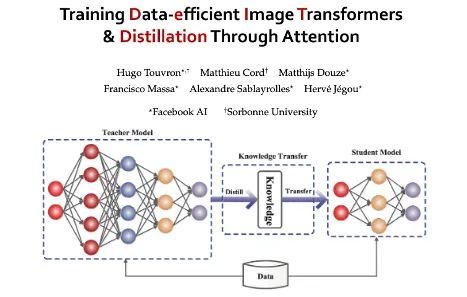 Training Data-efficient Image Transformers
& Distillation Through Attention
Hugo Touvron⋆,† Matthieu Cord† Matthijs Douze⋆
Francisco Massa⋆ Alexandre Sablayrolles⋆ Hervé Jégou⋆
⋆Facebook AI †Sorbonne University
Teacher Model
Knowledge Transfer
Student Model
Distill
Knowledge
Transfer
Data